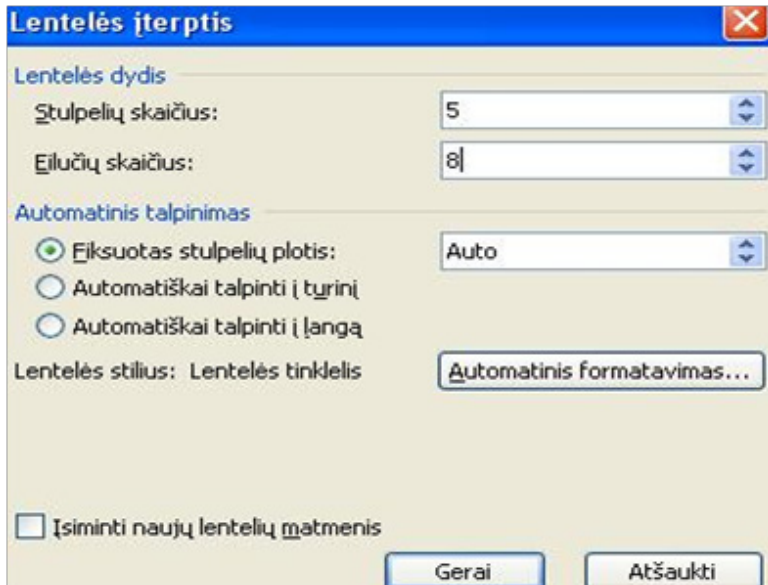 Lentelės įterptis
Lentelės dydis
Stulpelių skaičius: 5
Eilučių skaičius: 8
Automatinis talpinimas
Fiksuotas stulpelių plotis: Auto
Automatiškai talpinti į turinį
Automatiškai talpinti į langą
Lentelės stilius: Lentelės tinklelis Automatinis formatavimas...
Įsiminti naujų lentelių matmenis
Gerai Atšaukti